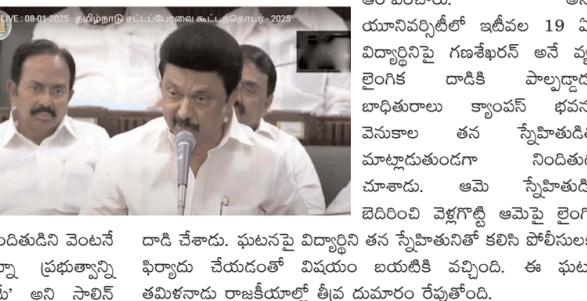 LIVE : 08-01-2025 - தமிழ்நாடு சட்டப்பேரவை கூட்டத்தொடர் - 2025
యూనివర్సిటీలో ఇటీవల 19 ఏ
విద్యార్థినిపై గణశేఖరన్ అనే వ్య
లైంగిక దాడికి పాల్పడ్డాడ
బాధితురాలు క్యాంపస్ భవన
వెనుకాల తన స్నేహితుడిత
మాట్లాడుతుండగా నిందితుడ
చూశాడు. ఆమె స్నేహితుడి
బెదిరించి వెళ్లగొట్టి ఆమెపై లైంగి
దాడి చేశాడు. ఘటనపై విద్యార్థిని తన స్నేహితునితో కలిసి పోలీసులక
ఫిర్యాదు చేయడంతో విషయం బయటికి వచ్చింది. ఈ ఘట
తమిళనాడు రాజకీయాల్లో తీవ్ర దుమారం రేపుతోంది.
ందితుడిని వెంటనే
న్నా ప్రభుత్వాన్ని
మే' అని స్టాలిన్